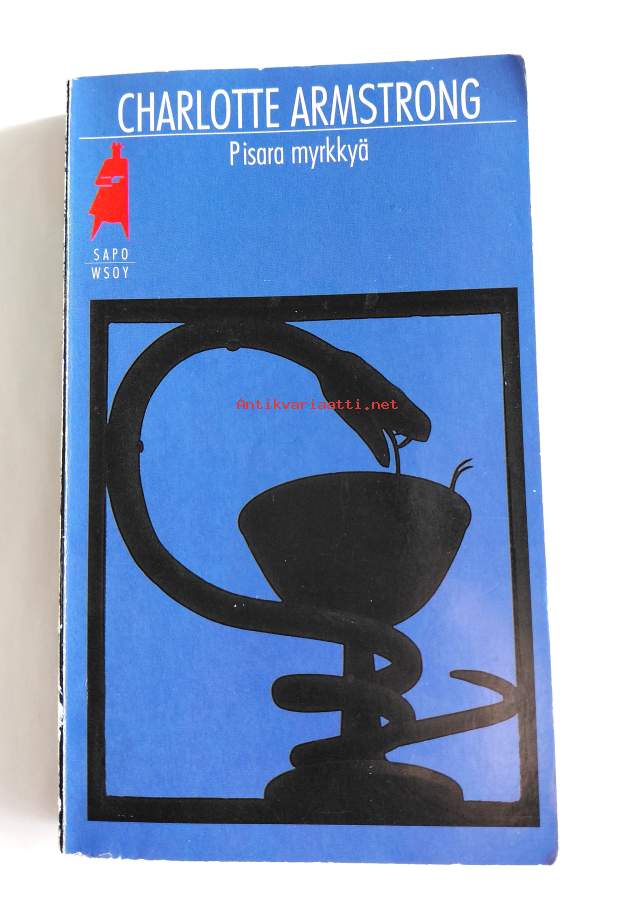 CHARLOTTE ARMSTRONG
Pisara myrkkyä
SAPO
WSOY
Antikvariaatti.net